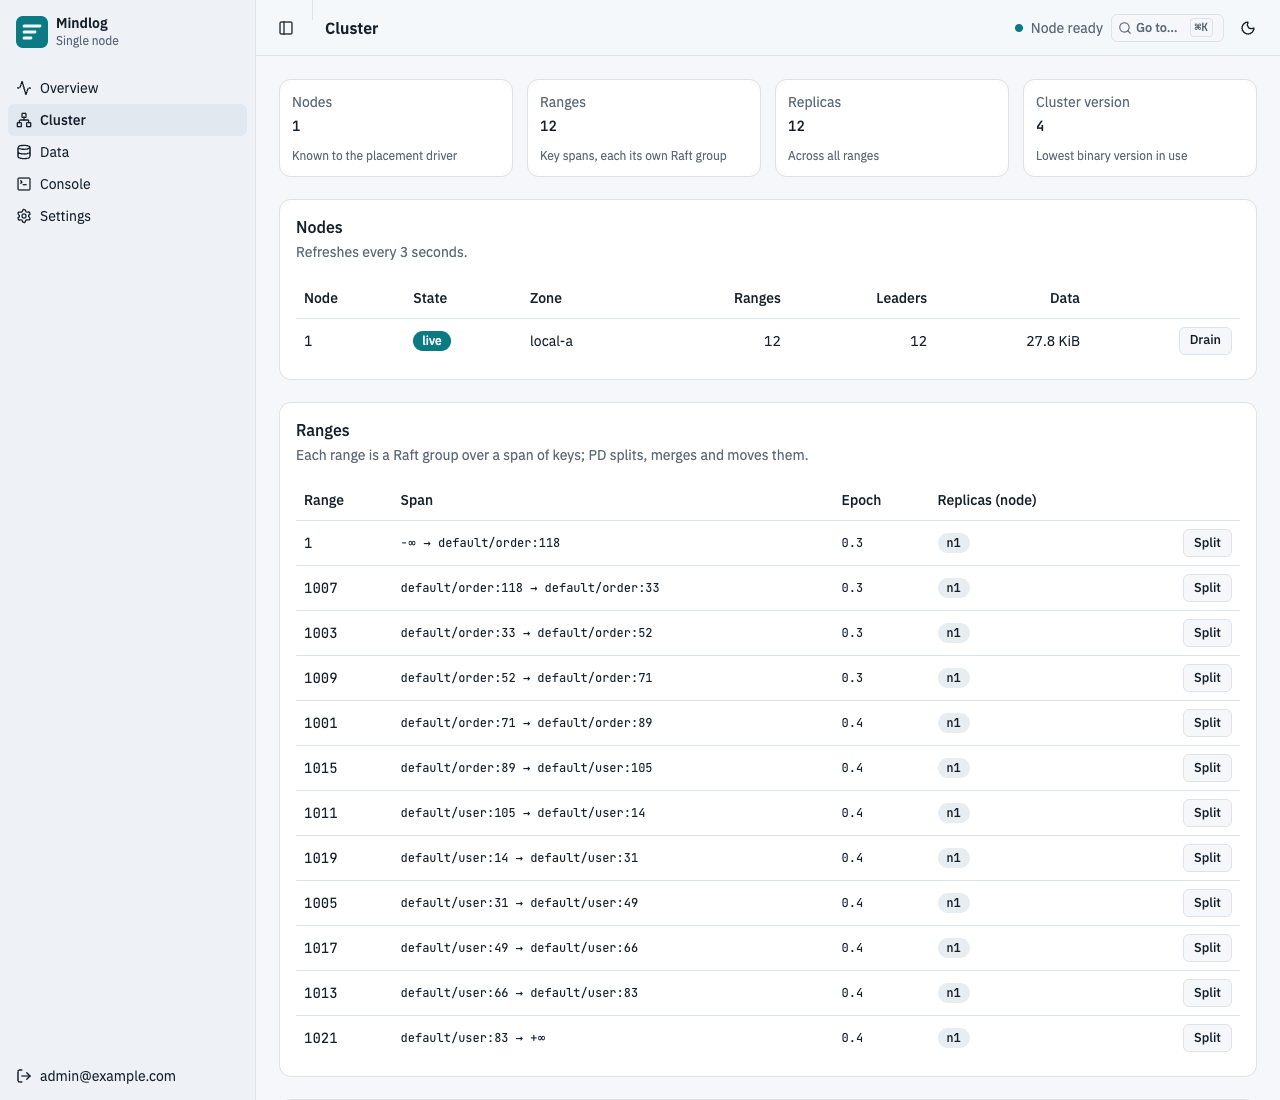 Mindlog
Single node
Overview
Cluster
Data
Console
Settings
admin@example.com
Cluster
Node ready
Go to... ⌘K
Nodes
1
Known to the placement driver
Ranges
12
Key spans, each its own Raft group
Replicas
12
Across all ranges
Cluster version
4
Lowest binary version in use
Nodes
Refreshes every 3 seconds.
Node State Zone Ranges Leaders Data
1 live local-a 12 12 27.8 KiB Drain
Ranges
Each range is a Raft group over a span of keys; PD splits, merges and moves them.
Range Span Epoch Replicas (node)
1 -∞ → default/order:118 0.3 n1 Split
1007 default/order:118 → default/order:33 0.3 n1 Split
1003 default/order:33 → default/order:52 0.3 n1 Split
1009 default/order:52 → default/order:71 0.3 n1 Split
1001 default/order:71 → default/order:89 0.4 n1 Split
1015 default/order:89 → default/user:105 0.4 n1 Split
1011 default/user:105 → default/user:14 0.4 n1 Split
1019 default/user:14 → default/user:31 0.4 n1 Split
1005 default/user:31 → default/user:49 0.4 n1 Split
1017 default/user:49 → default/user:66 0.4 n1 Split
1013 default/user:66 → default/user:83 0.4 n1 Split
1021 default/user:83 → +∞ 0.4 n1 Split